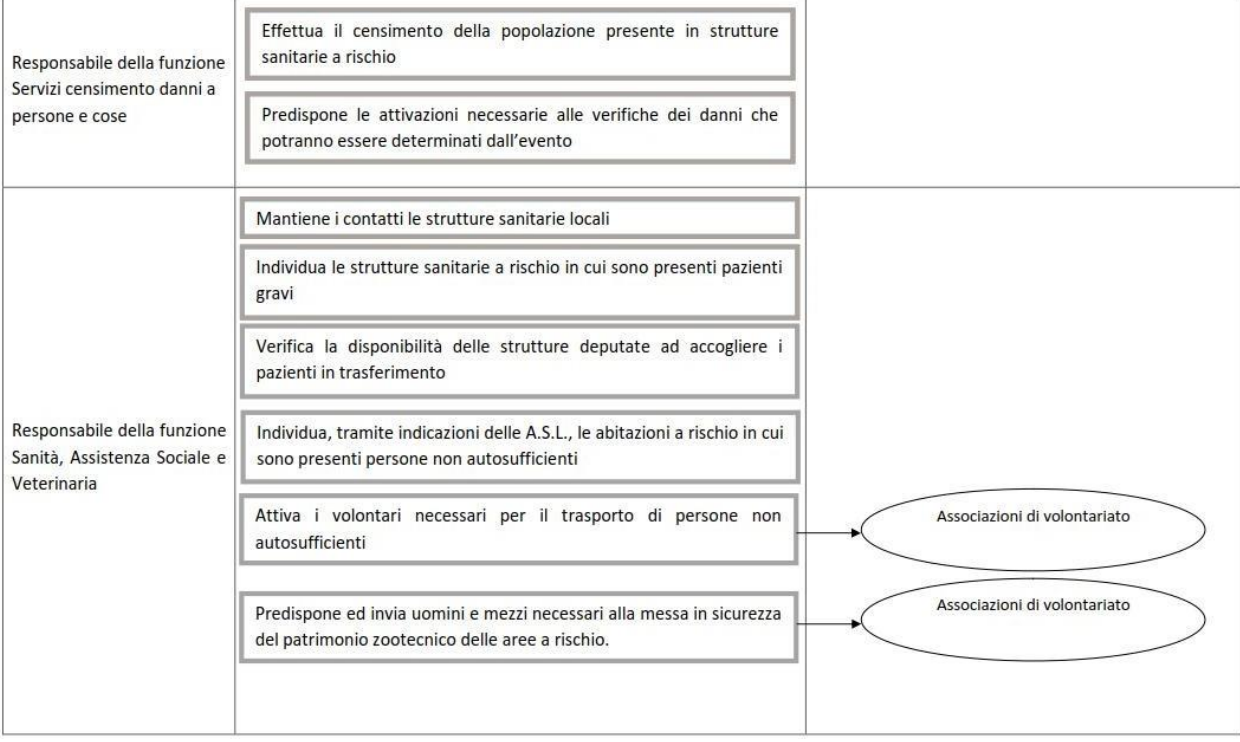 Responsabile della funzione
Servizi censimento danni a
persone e cose
Effettua il censimento della popolazione presente in strutture
sanitarie a rischio
Predispone le attivazioni necessarie alle verifiche dei danni che
potranno essere determinati dall'evento
Responsabile della funzione
Sanità, Assistenza Sociale e
Veterinaria
Mantiene i contatti le strutture sanitarie locali
Individua le strutture sanitarie a rischio in cui sono presenti pazienti
gravi
Verifica la disponibilità delle strutture deputate ad accogliere i
pazienti in trasferimento
Individua, tramite indicazioni delle A.S.L., le abitazioni a rischio in cui
sono presenti persone non autosufficienti
Attiva i volontari necessari per il trasporto di persone non
autosufficienti
Associazioni di volontariato
Predispone ed invia uomini e mezzi necessari alla messa in sicurezza
del patrimonio zootecnico delle aree a rischio.
Associazioni di volontariato